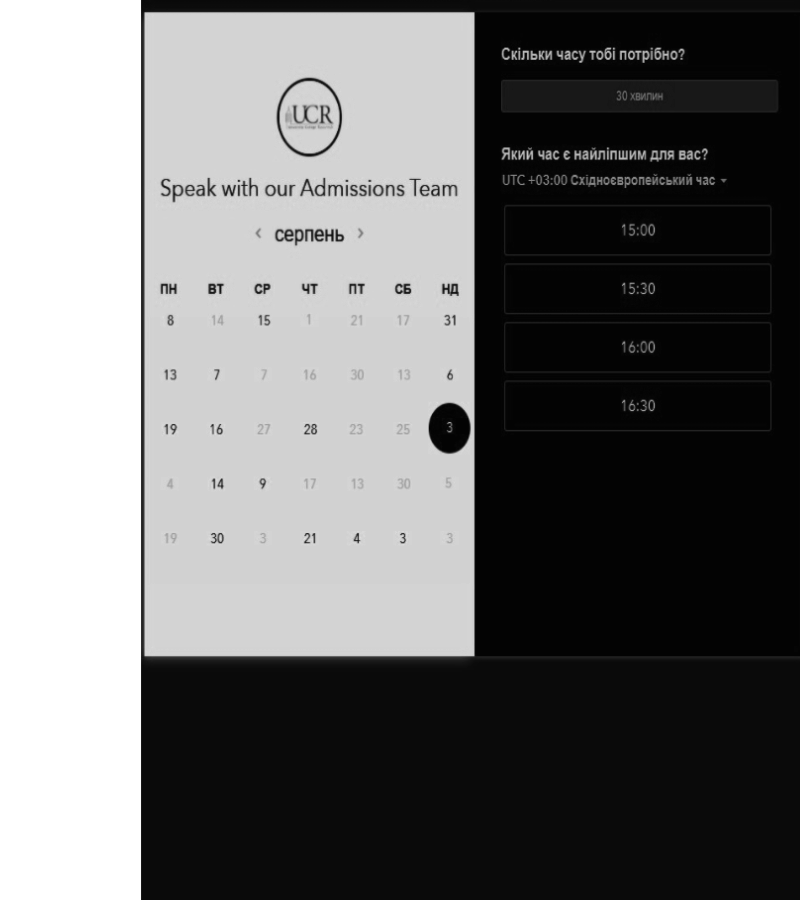 UCR
Speak with our Admissions Team
‹ серпень ›
ПН ВТ СР ЧТ ПТ СБ НД
8 14 15 1 21 17 31
13 7 7 16 30 13 6
19 16 27 28 23 25 3
4 14 9 17 13 30 5
19 30 3 21 4 3 3
Скільки часу тобі потрібно?
30 хвилин
Який час є найліпшим для вас?
UTC +03:00 Східноєвропейський час
15:00
15:30
16:00
16:30